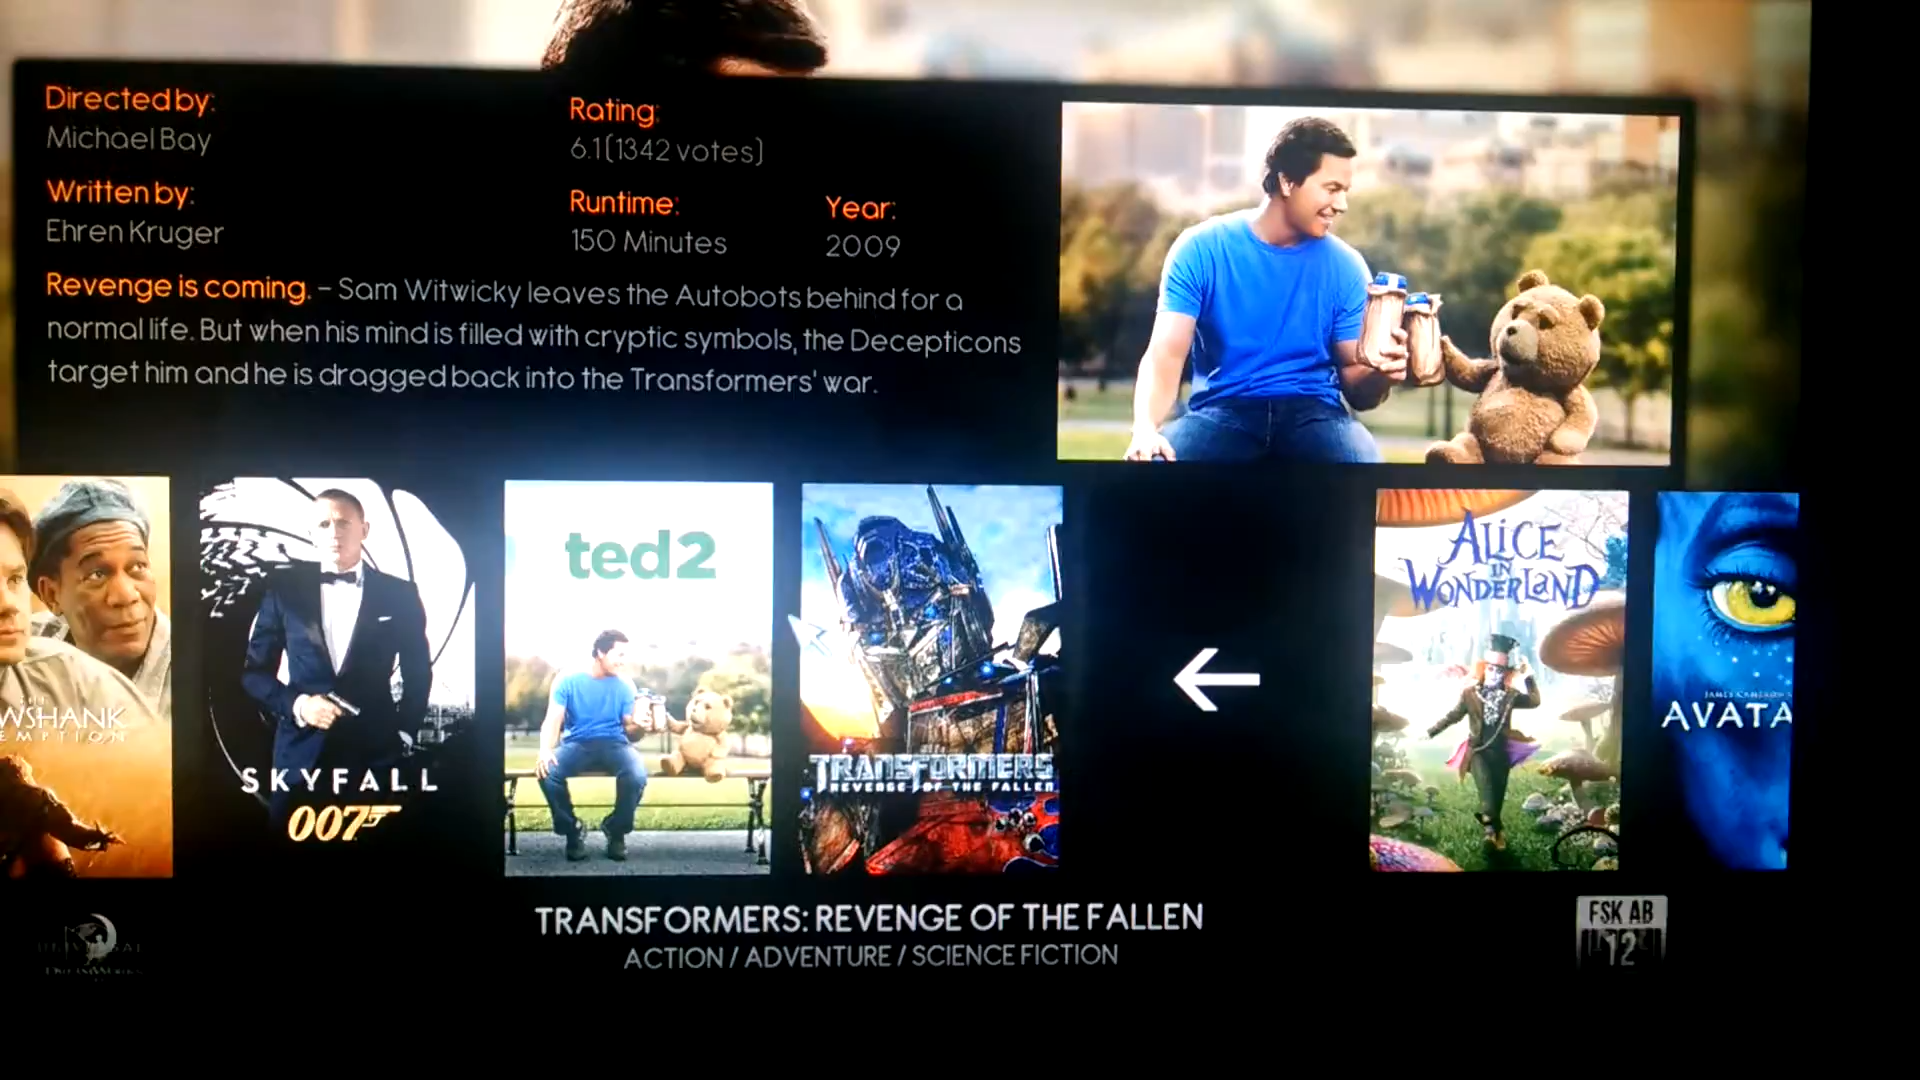 Directed by:
Michael Bay
Rating:
6.1 (1342 votes)
Written by:
Ehren Kruger
Runtime:
150 Minutes
Year:
2009
Revenge is coming. – Sam Witwicky leaves the Autobots behind for a
normal life. But when his mind is filled with cryptic symbols, the Decepticons
target him and he is dragged back into the Transformers' war.
WSHANK
EMPTION
SKYFALL
007
ted2
TRANSFORMERS
REVENGE OF THE FALLEN
ALICE
IN
WONDERLAND
JAMES CAMERON
AVATA
TRANSFORMERS: REVENGE OF THE FALLEN
ACTION / ADVENTURE / SCIENCE FICTION
FSK AB
12
UNIVERSAL
DREAMWORKS